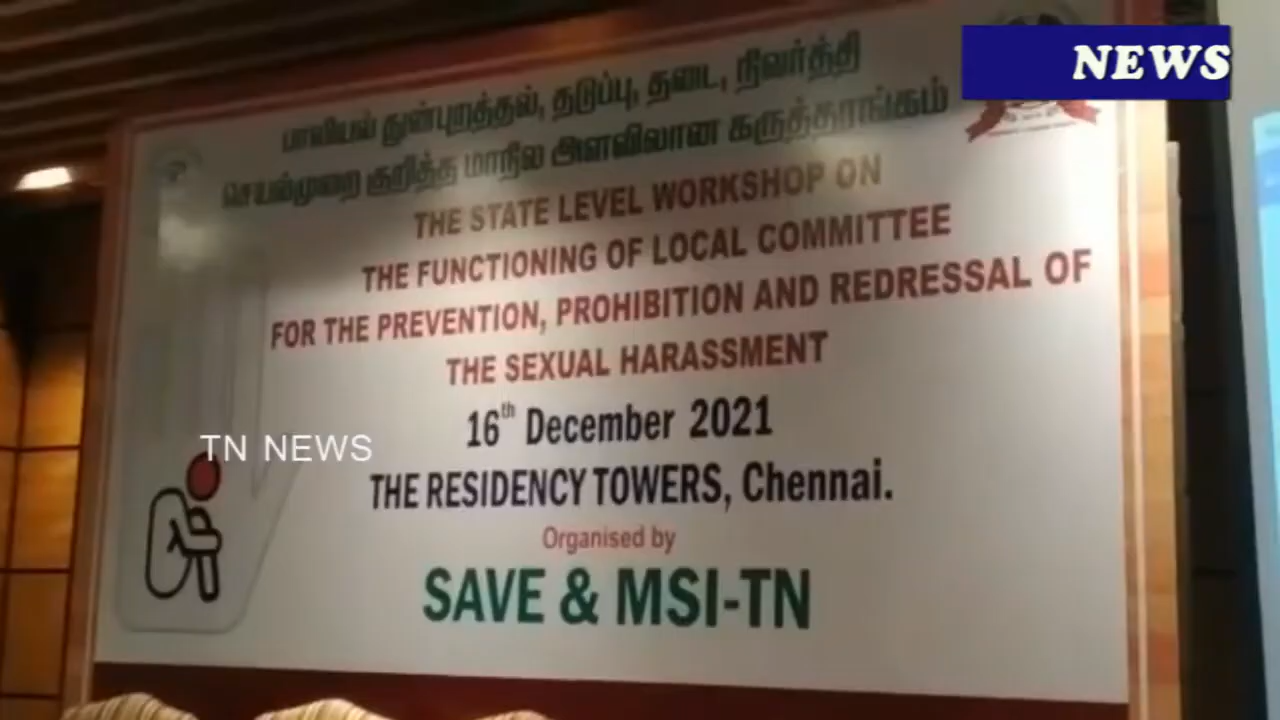 NEWS
பாலியல் துன்புறுத்தல், தடுப்பு, தடை, நிவர்த்தி
செயல்முறை குறித்த மாநில அளவிலான கருத்தரங்கம்
THE STATE LEVEL WORKSHOP ON
THE FUNCTIONING OF LOCAL COMMITTEE
FOR THE PREVENTION, PROHIBITION AND REDRESSAL OF
THE SEXUAL HARASSMENT
16th December 2021
TN NEWS
THE RESIDENCY TOWERS, Chennai.
Organised by
SAVE & MSI-TN